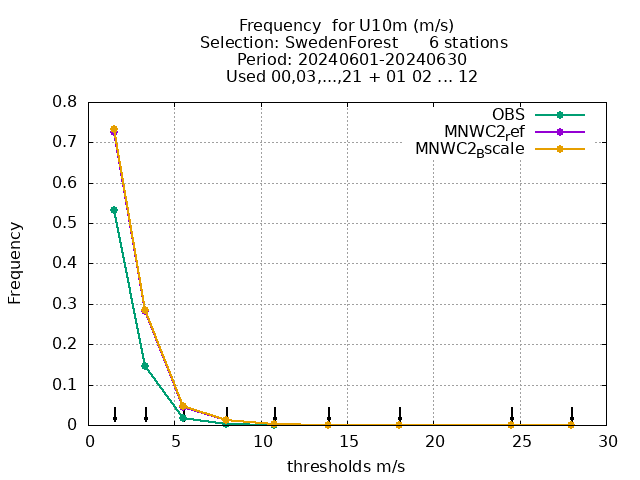 Frequency  for U10m (m/s)
Selection: SwedenForest      6 stations
Period: 20240601-20240630
Used 00,03,...,21 + 01 02 ... 12
OBS
MNWC2ref
MNWC2Bscale
Frequency
0.8
0.7
0.6
0.5
0.4
0.3
0.2
0.1
0
0 5 10 15 20 25 30
thresholds m/s